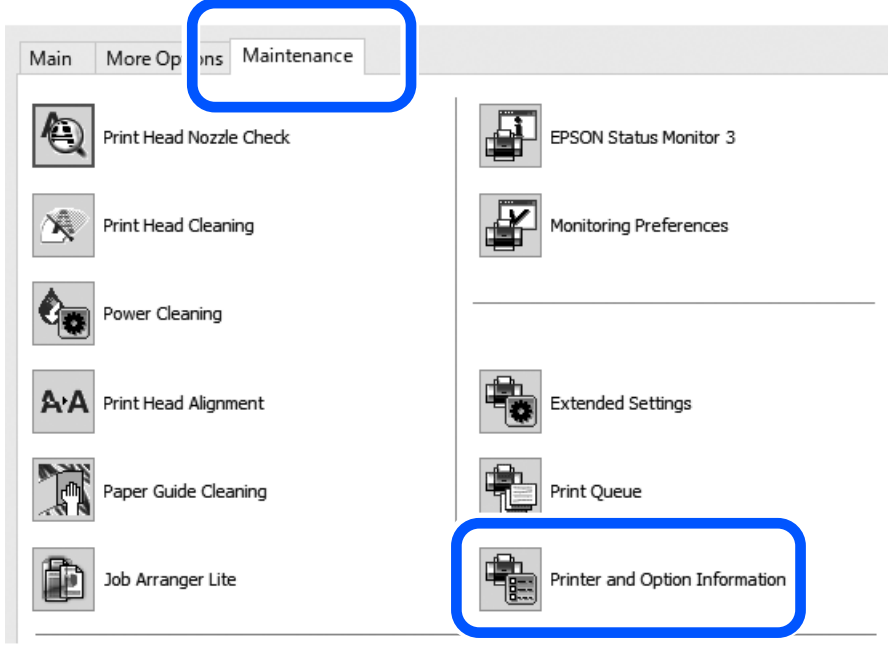 Main
More Options
Maintenance
Print Head Nozzle Check
Print Head Cleaning
Power Cleaning
A▸A
Print Head Alignment
Paper Guide Cleaning
Job Arranger Lite
EPSON Status Monitor 3
Monitoring Preferences
Extended Settings
Print Queue
Printer and Option Information